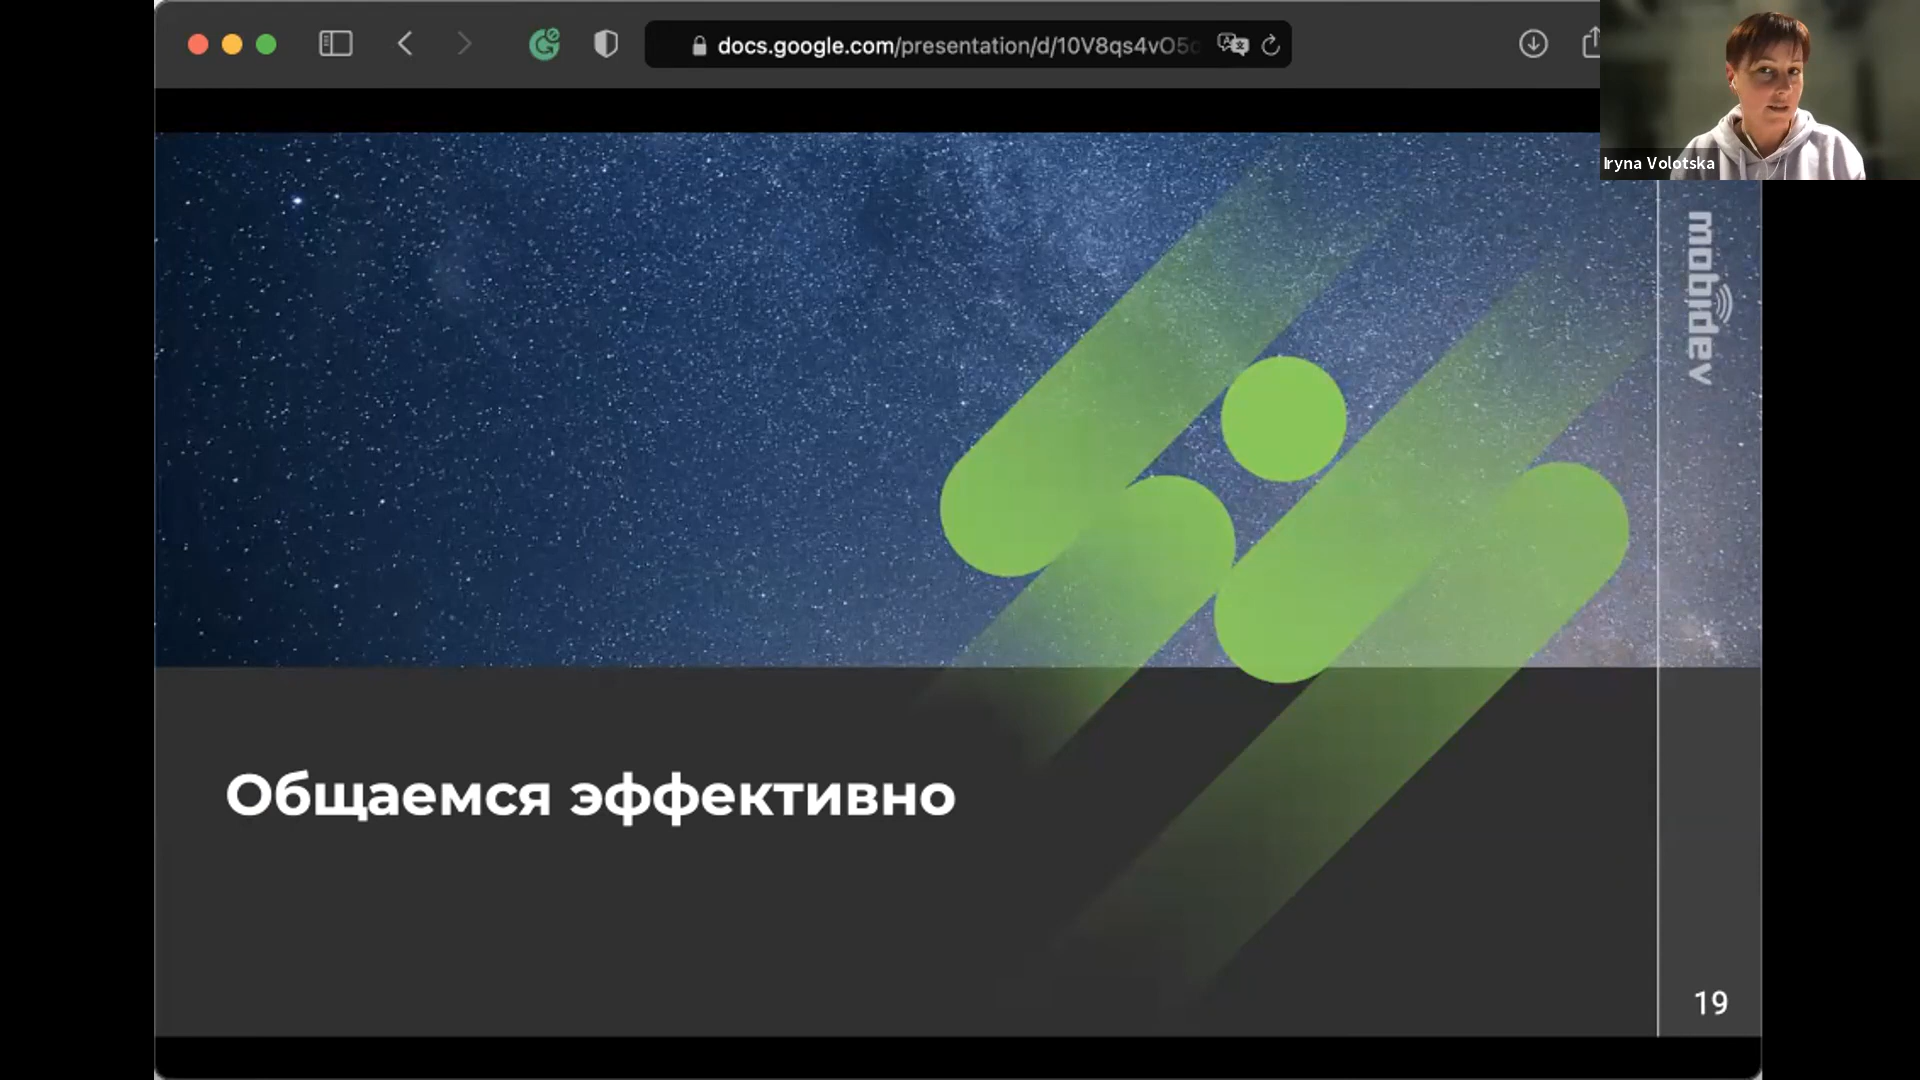 docs.google.com/presentation/d/10V8qs4vO5
Iryna Volotska
mobidev
Общаемся эффективно
19